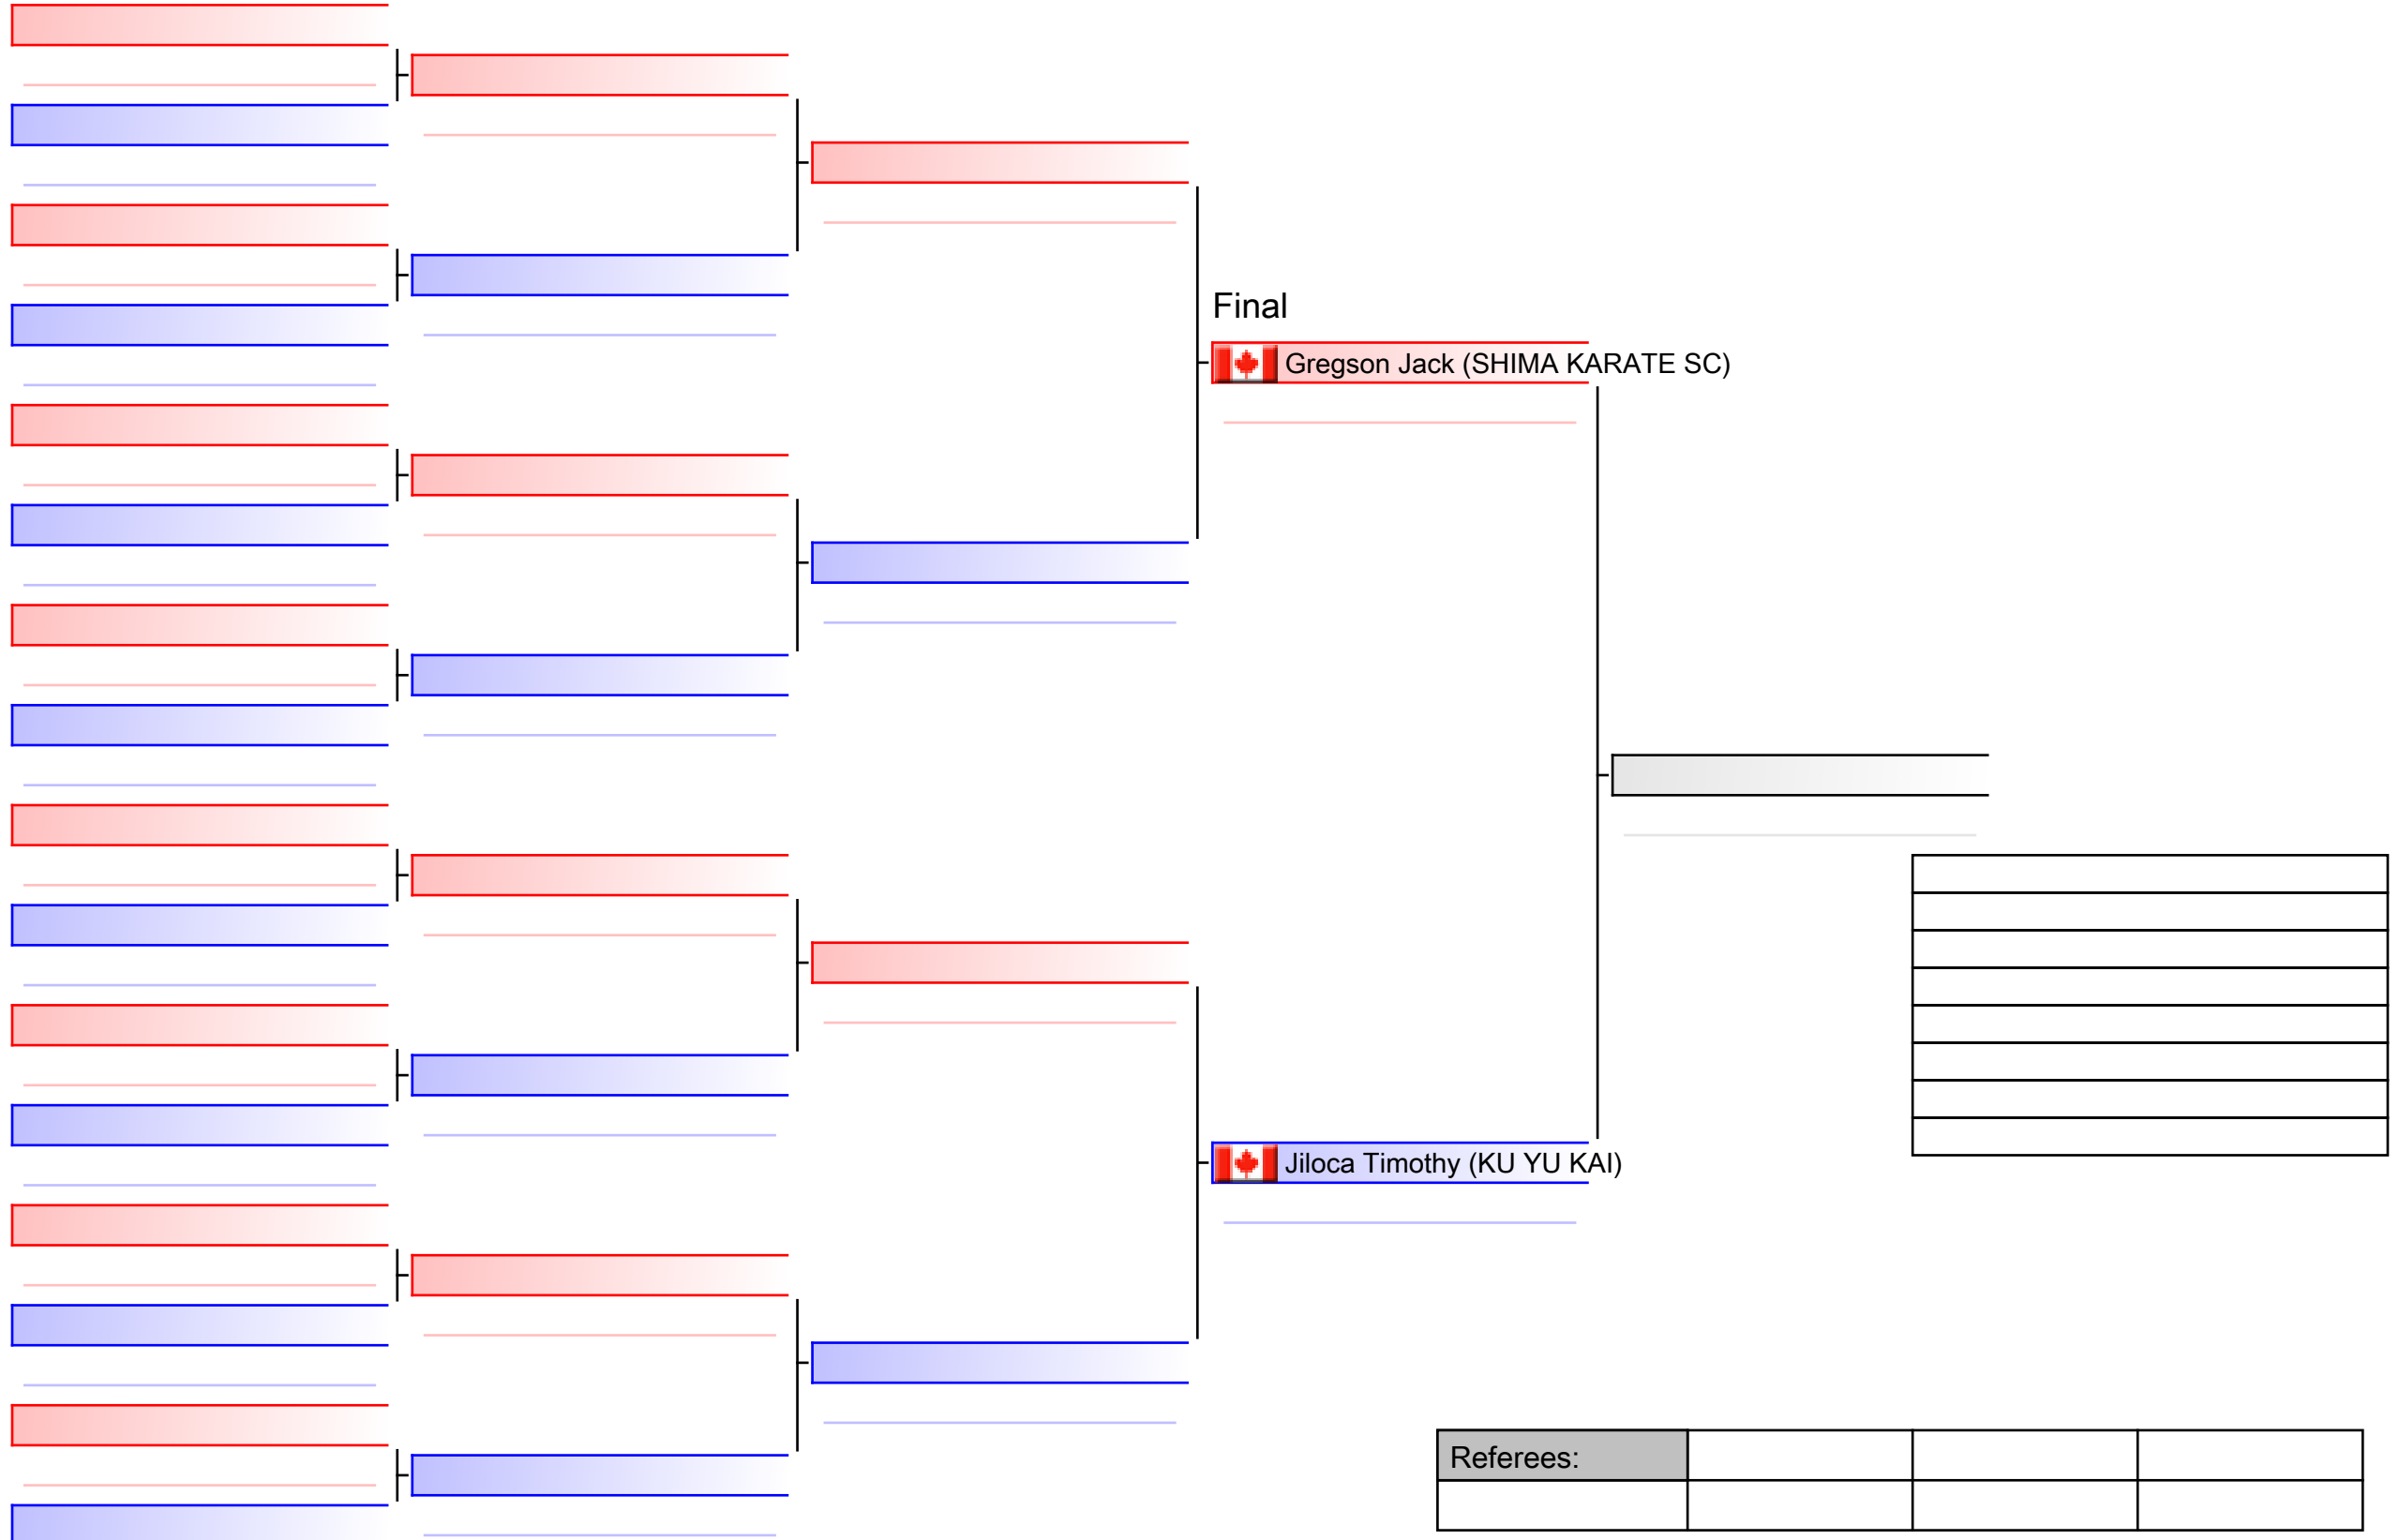 Final
Gregson Jack (SHIMA KARATE SC)
Jiloca Timothy (KU YU KAI)
Referees: